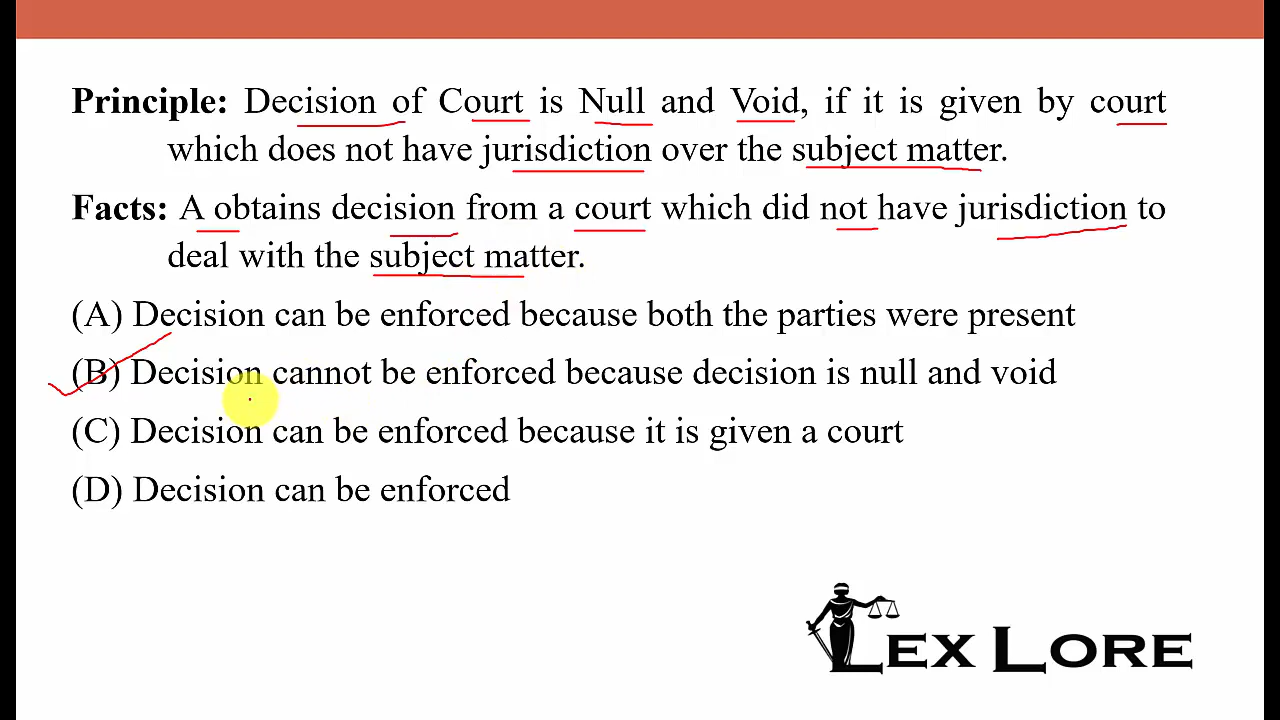 Principle: Decision of Court is Null and Void, if it is given by court
which does not have jurisdiction over the subject matter.
Facts: A obtains decision from a court which did not have jurisdiction to
deal with the subject matter.
(A) Decision can be enforced because both the parties were present
(B) Decision cannot be enforced because decision is null and void
(C) Decision can be enforced because it is given a court
(D) Decision can be enforced
LEX LORE